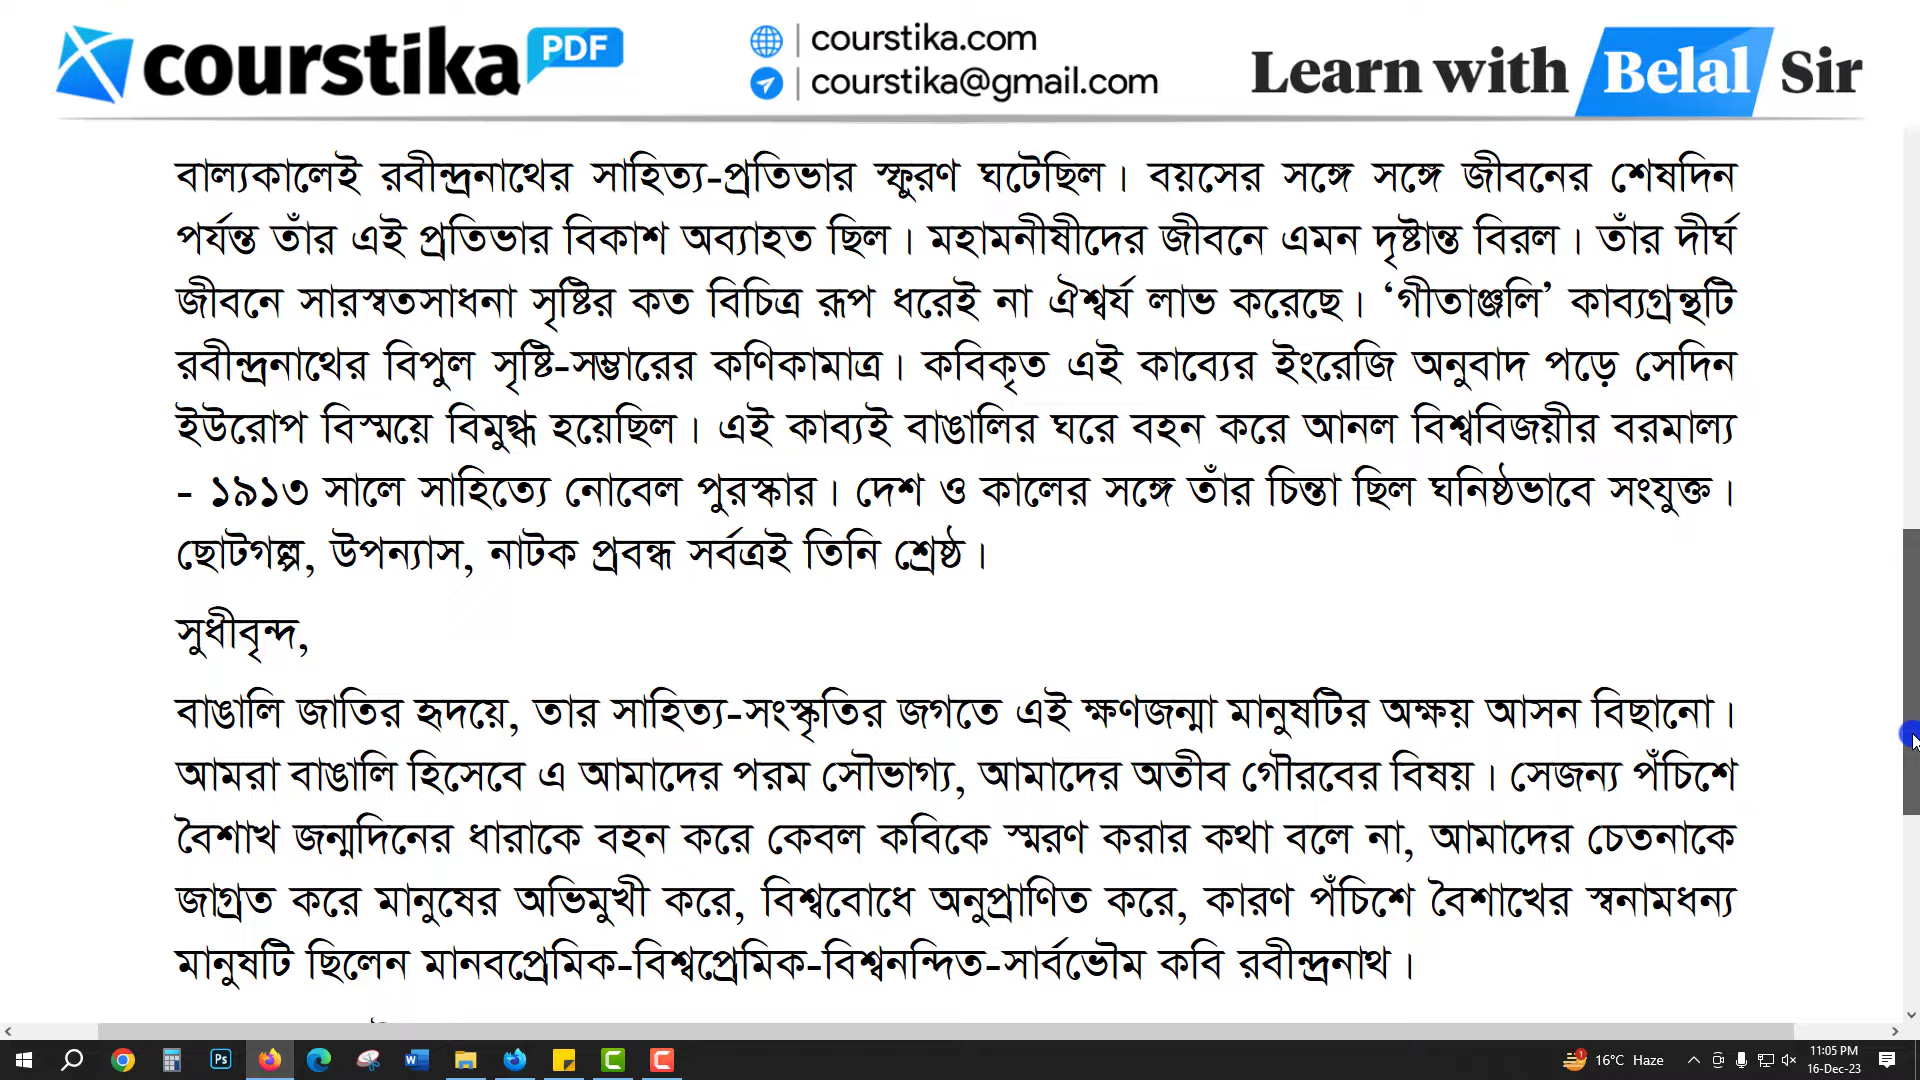 courstika PDF
courstika.com
courstika@gmail.com
Learn with Belal Sir
বাল্যকালেই রবীন্দ্রনাথের সাহিত্য-প্রতিভার স্ফুরণ ঘটেছিল। বয়সের সঙ্গে সঙ্গে জীবনের শেষদিন
পর্যন্ত তাঁর এই প্রতিভার বিকাশ অব্যাহত ছিল। মহামনীষীদের জীবনে এমন দৃষ্টান্ত বিরল। তাঁর দীর্ঘ
জীবনে সারস্বতসাধনা সৃষ্টির কত বিচিত্র রূপ ধরেই না ঐশ্বর্য লাভ করেছে। ‘গীতাঞ্জলি’ কাব্যগ্রন্থটি
রবীন্দ্রনাথের বিপুল সৃষ্টি-সম্ভারের কণিকামাত্র। কবিকৃত এই কাব্যের ইংরেজি অনুবাদ পড়ে সেদিন
ইউরোপ বিস্ময়ে বিমুগ্ধ হয়েছিল। এই কাব্যই বাঙালির ঘরে বহন করে আনল বিশ্ববিজয়ীর বরমাল্য
- ১৯১৩ সালে সাহিত্যে নোবেল পুরস্কার। দেশ ও কালের সঙ্গে তাঁর চিন্তা ছিল ঘনিষ্ঠভাবে সংযুক্ত।
ছোটগল্প, উপন্যাস, নাটক প্রবন্ধ সর্বত্রই তিনি শ্রেষ্ঠ।
সুধীবৃন্দ,
বাঙালি জাতির হৃদয়ে, তার সাহিত্য-সংস্কৃতির জগতে এই ক্ষণজন্মা মানুষটির অক্ষয় আসন বিছানো।
আমরা বাঙালি হিসেবে এ আমাদের পরম সৌভাগ্য, আমাদের অতীব গৌরবের বিষয়। সেজন্য পঁচিশে
বৈশাখ জন্মদিনের ধারাকে বহন করে কেবল কবিকে স্মরণ করার কথা বলে না, আমাদের চেতনাকে
জাগ্রত করে মানুষের অভিমুখী করে, বিশ্ববোধে অনুপ্রাণিত করে, কারণ পঁচিশে বৈশাখের স্বনামধন্য
মানুষটি ছিলেন মানবপ্রেমিক-বিশ্বপ্রেমিক-বিশ্বনন্দিত-সার্বভৌম কবি রবীন্দ্রনাথ।
Ps
16°C Haze
11:05 PM
16-Dec-23